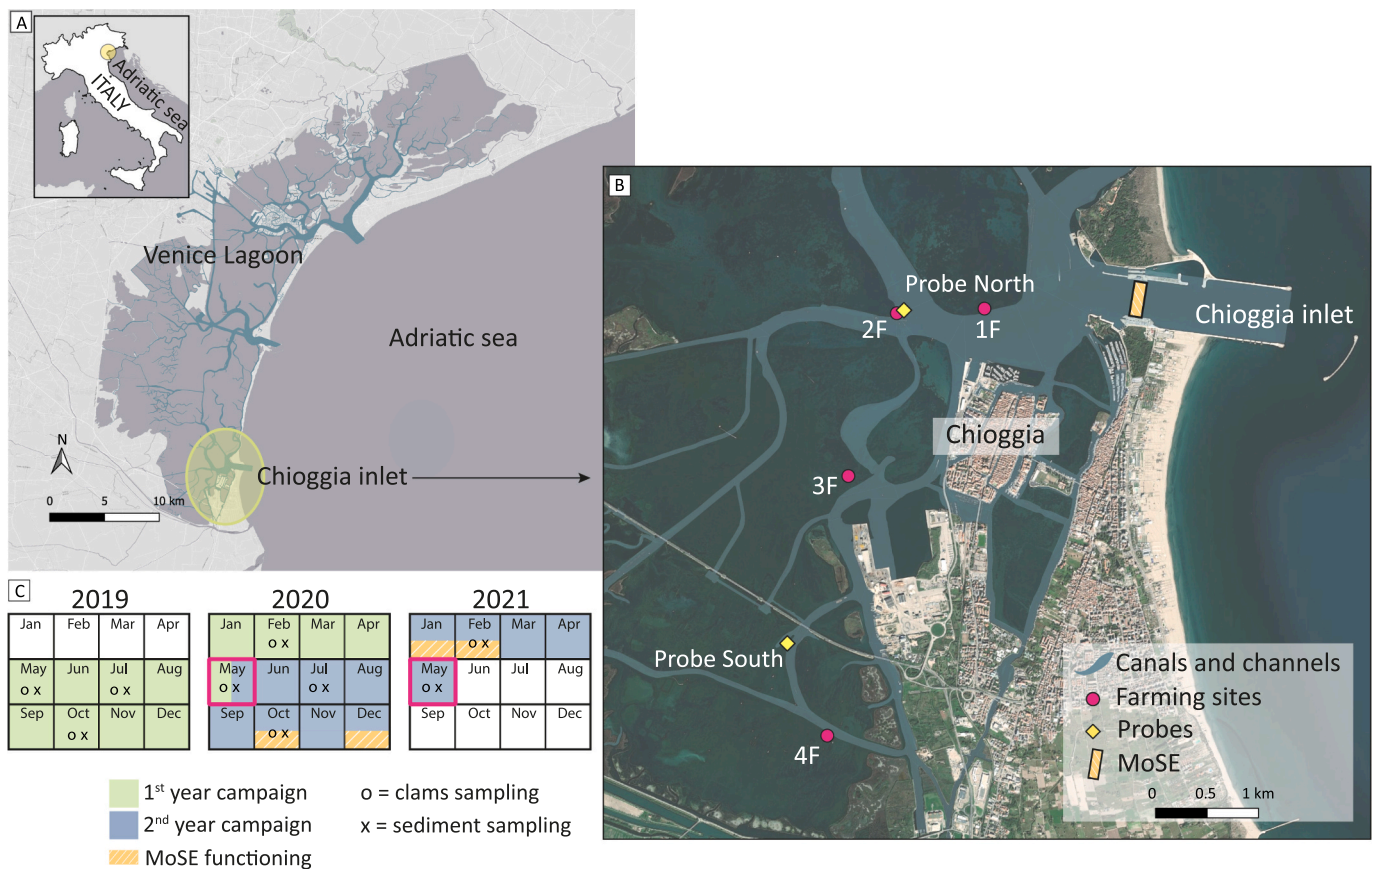 A
ITALY
Adriatic sea
Venice Lagoon
Adriatic sea
N
0 5 10 km
Chioggia inlet
B
Probe North
2F
1F
Chioggia inlet
Chioggia
3F
Probe South
4F
Canals and channels
Farming sites
Probes
MoSE
0 0.5 1 km
C
2019
Jan Feb Mar Apr
May Jun Jul Aug
o x o x
Sep Oct Nov Dec
o x
2020
Jan Feb Mar Apr
o x
May Jun Jul Aug
o x o x
Sep Oct Nov Dec
o x
2021
Jan Feb Mar Apr
o x
May Jun Jul Aug
o x
Sep Oct Nov Dec
1st year campaign
2nd year campaign
MoSE functioning
o = clams sampling
x = sediment sampling